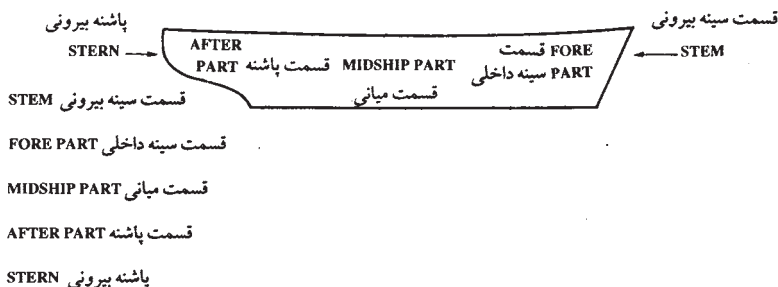 پاشنه بیرونی
STERN
AFTER PART قسمت پاشنه
MIDSHIP PART
قسمت میانی
FORE PART قسمت سینه داخلی
قسمت سینه بیرونی
STEM
قسمت سینه بیرونی STEM
قسمت سینه داخلی FORE PART
قسمت میانی MIDSHIP PART
قسمت پاشنه AFTER PART
پاشنه بیرونی STERN